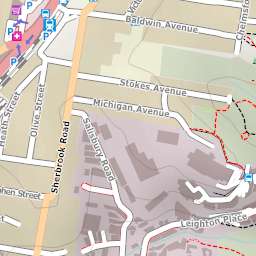 Baldwin Avenue
Stokes Avenue
Michigan Avenue
Heath Street
Olive Street
Sherbrook Road
Salisbury Road
Leighton Place
P
P
P
P